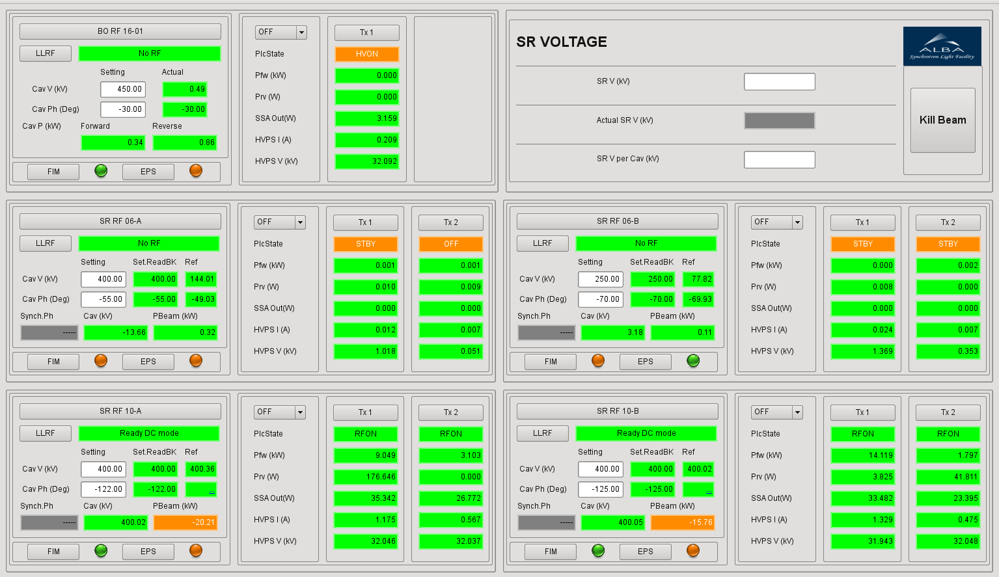 BO RF 16-01
LLRF No RF
Setting Actual
Cav V (kV) 450.00 0.49
Cav Ph (Deg) -30.00 -30.00
Cav P (kW) Forward Reverse
0.34 0.86
FIM EPS
OFF Tx 1
PlcState HVON
Pfw (kW) 0.000
Prv (W) 0.000
SSA Out(W) 3.159
HVPS I (A) 0.209
HVPS V (kV) 32.092
SR VOLTAGE
SR V (kV)
Actual SR V (kV)
SR V per Cav (kV)
ALBA
Synchrotron Light Facility
Kill Beam
SR RF 06-A
LLRF No RF
Setting Set.ReadBK Ref
Cav V (kV) 400.00 400.00 144.01
Cav Ph (Deg) -55.00 -55.00 -49.03
Synch.Ph Cav (kV) PBeam (kW)
----- -13.66 0.32
FIM EPS
OFF Tx 1 Tx 2
PlcState STBY OFF
Pfw (kW) 0.001 0.001
Prv (W) 0.010 0.009
SSA Out(W) 0.000 0.000
HVPS I (A) 0.012 0.007
HVPS V (kV) 1.018 0.051
SR RF 06-B
LLRF No RF
Setting Set.ReadBK Ref
Cav V (kV) 250.00 250.00 77.82
Cav Ph (Deg) -70.00 -70.00 -69.93
Synch.Ph Cav (kV) PBeam (kW)
----- 3.18 0.11
FIM EPS
OFF Tx 1 Tx 2
PlcState STBY STBY
Pfw (kW) 0.000 0.002
Prv (W) 0.008 0.000
SSA Out(W) 0.000 0.000
HVPS I (A) 0.024 0.007
HVPS V (kV) 1.369 0.353
SR RF 10-A
LLRF Ready DC mode
Setting Set.ReadBK Ref
Cav V (kV) 400.00 400.00 400.36
Cav Ph (Deg) -122.00 -122.00 ...
Synch.Ph Cav (kV) PBeam (kW)
----- 400.02 -20.21
FIM EPS
OFF Tx 1 Tx 2
PlcState RFON RFON
Pfw (kW) 9.049 3.103
Prv (W) 176.646 0.000
SSA Out(W) 35.342 26.772
HVPS I (A) 1.175 0.567
HVPS V (kV) 32.046 32.037
SR RF 10-B
LLRF Ready DC mode
Setting Set.ReadBK Ref
Cav V (kV) 400.00 400.00 400.02
Cav Ph (Deg) -125.00 -125.00 ...
Synch.Ph Cav (kV) PBeam (kW)
----- 400.05 -15.76
FIM EPS
OFF Tx 1 Tx 2
PlcState RFON RFON
Pfw (kW) 14.119 1.797
Prv (W) 3.825 41.811
SSA Out(W) 33.482 23.395
HVPS I (A) 1.329 0.475
HVPS V (kV) 31.943 32.048